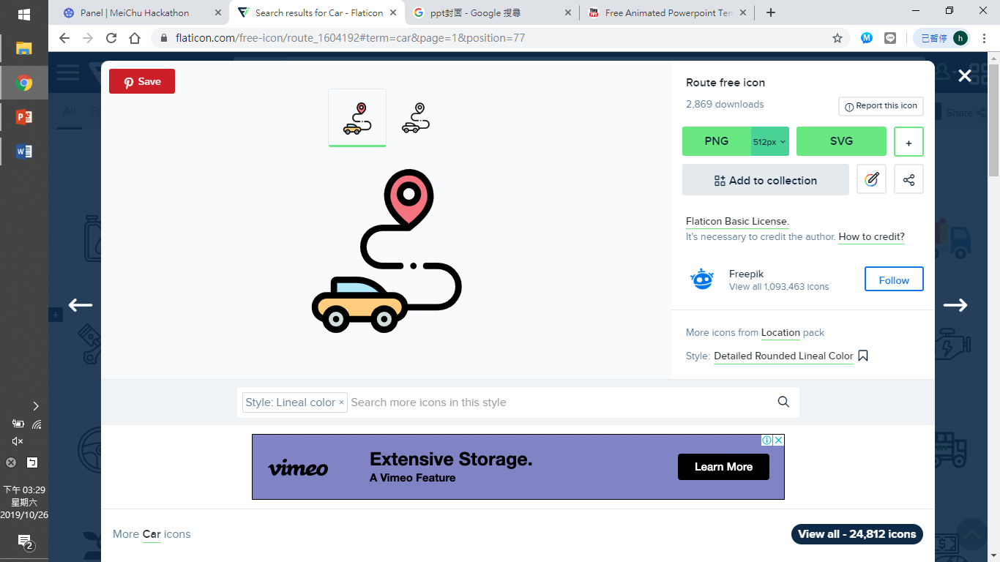 Panel | MeiChu Hackathon
Search results for Car - Flaticon
ppt封面 - Google 搜尋
Free Animated Powerpoint Ten
flaticon.com/free-icon/route_1604192#term=car&page=1&position=77
已暫停
h
Save
Route free icon
2,869 downloads
Report this icon
PNG
512px
SVG
+
Add to collection
Flaticon Basic License.
It's necessary to credit the author. How to credit?
Freepik
View all 1,093,463 icons
Follow
More icons from Location pack
Style: Detailed Rounded Lineal Color
All
Share
Style: Lineal color ×
Search more icons in this style
vimeo
Extensive Storage.
A Vimeo Feature
Learn More
More Car icons
View all - 24,812 icons
下午 03:29
星期六
2019/10/26
2